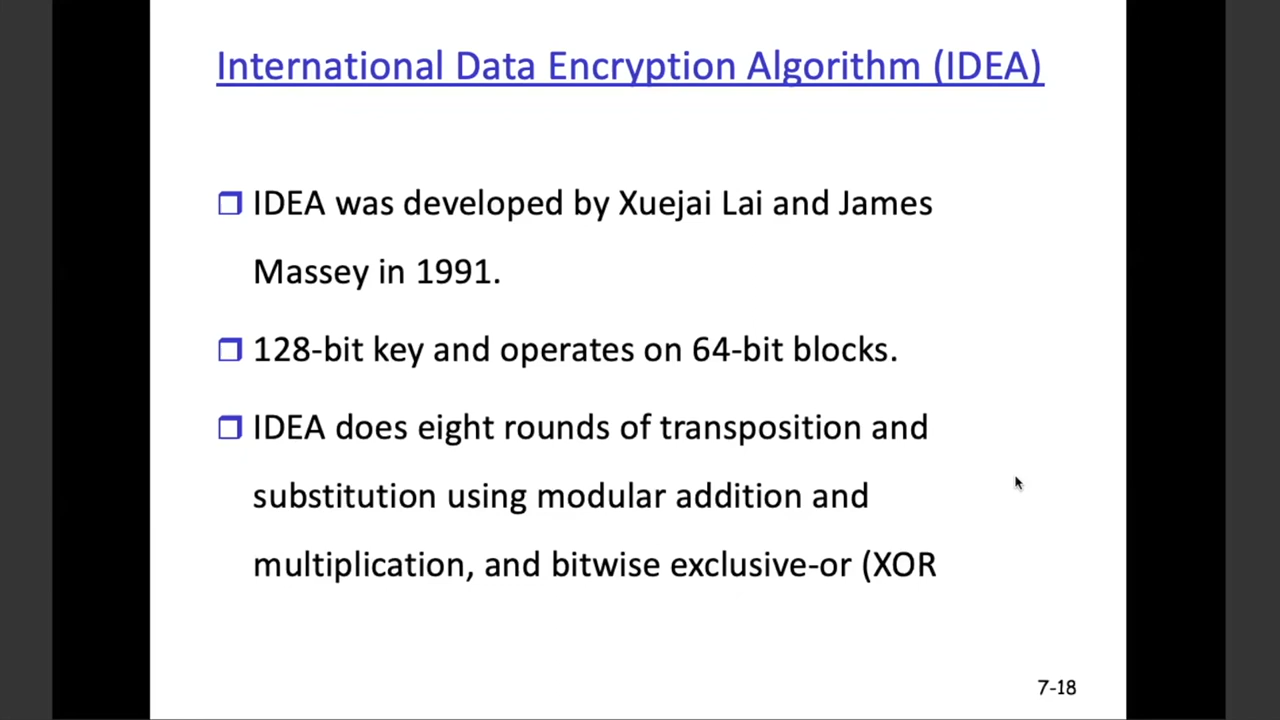 International Data Encryption Algorithm (IDEA)
IDEA was developed by Xuejai Lai and James
Massey in 1991.
128-bit key and operates on 64-bit blocks.
IDEA does eight rounds of transposition and
substitution using modular addition and
multiplication, and bitwise exclusive-or (XOR
7-18